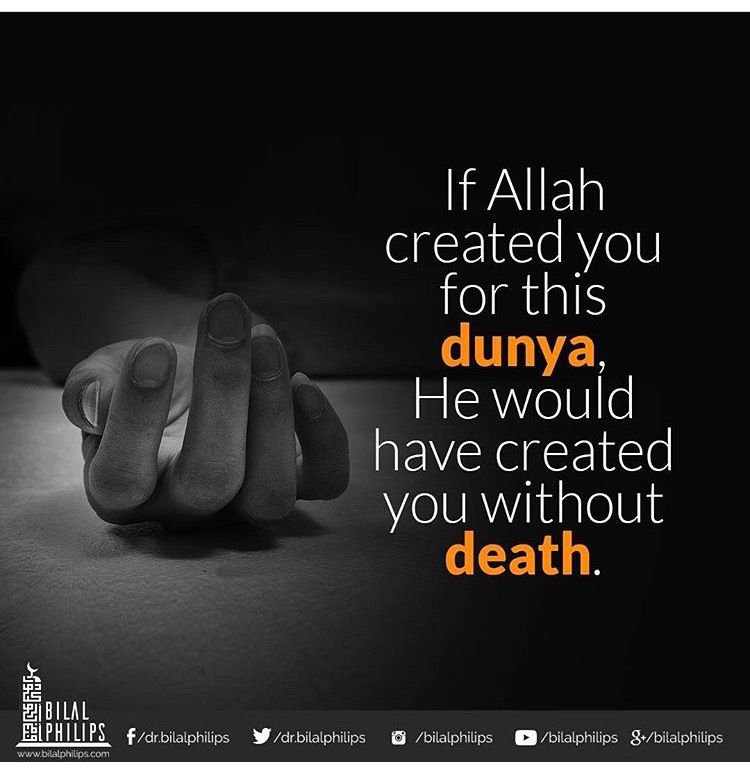 If Allah
created you
for this
dunya,
He would
have created
you without
death.
BILAL
PHILIPS
www.bilalphilips.com
/dr.bilalphilips
/dr.bilalphilips
/bilalphilips
/bilalphilips
g+/bilalphilips